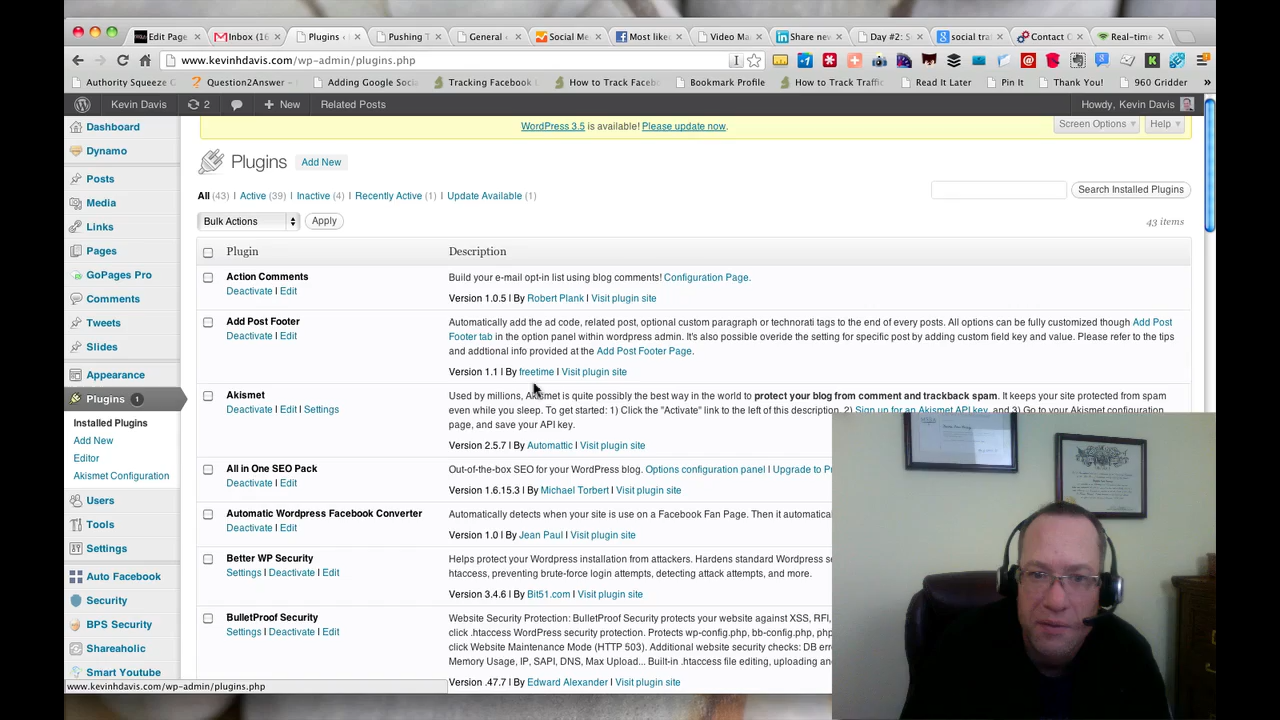 Edit Page
Inbox (16
Plugins ‹
Pushing T
General ‹
Social Me
Most like
Video Ma
Share nev
Day #2: S
social tra
Contact C
Real-time
www.kevinhdavis.com/wp-admin/plugins.php
Authority Squeeze G
Question2Answer ...
Adding Google Social
Tracking Facebook L
How to Track Faceb
Bookmark Profile
How to Track Traffic
Read It Later
Pin It
Thank You!
960 Gridder
»
Kevin Davis
2
+ New
Related Posts
Howdy, Kevin Davis
Dashboard
Dynamo
Posts
Media
Links
Pages
GoPages Pro
Comments
Tweets
Slides
Appearance
Plugins 1
Installed Plugins
Add New
Editor
Akismet Configuration
Users
Tools
Settings
Auto Facebook
Security
BPS Security
Shareaholic
Smart Youtube
WordPress 3.5 is available! Please update now.
Screen Options
Help
Plugins
Add New
All (43) | Active (39) | Inactive (4) | Recently Active (1) | Update Available (1)
Search Installed Plugins
Bulk Actions
Apply
43 items
Plugin
Description
Action Comments
Deactivate | Edit
Build your e-mail opt-in list using blog comments! Configuration Page.
Version 1.0.5 | By Robert Plank | Visit plugin site
Add Post Footer
Deactivate | Edit
Automatically add the ad code, related post, optional custom paragraph or technorati tags to the end of every posts. All options can be fully customized though Add Post
Footer tab in the option panel within wordpress admin. It's also possible overide the setting for specific post by adding custom field key and value. Please refer to the tips
and addtional info provided at the Add Post Footer Page.
Version 1.1 | By freetime | Visit plugin site
Akismet
Deactivate | Edit | Settings
Used by millions, Akismet is quite possibly the best way in the world to protect your blog from comment and trackback spam. It keeps your site protected from spam
even while you sleep. To get started: 1) Click the "Activate" link to the left of this description, 2) Sign up for an Akismet API key, and 3) Go to your Akismet configuration
page, and save your API key.
Version 2.5.7 | By Automattic | Visit plugin site
All in One SEO Pack
Deactivate | Edit
Out-of-the-box SEO for your WordPress blog. Options configuration panel | Upgrade to Pr
Version 1.6.15.3 | By Michael Torbert | Visit plugin site
Automatic Wordpress Facebook Converter
Deactivate | Edit
Automatically detects when your site is use on a Facebook Fan Page. Then it automatica
Version 1.0 | By Jean Paul | Visit plugin site
Better WP Security
Settings | Deactivate | Edit
Helps protect your Wordpress installation from attackers. Hardens standard Wordpress s
htaccess, preventing brute-force login attempts, detecting attack attempts, and more.
Version 3.4.6 | By Bit51.com | Visit plugin site
BulletProof Security
Settings | Deactivate | Edit
Website Security Protection: BulletProof Security protects your website against XSS, RFI,
click .htaccess WordPress security protection. Protects wp-config.php, bb-config.php, php
click Website Maintenance Mode (HTTP 503). Additional website security checks: DB err
Memory Usage, IP, SAPI, DNS, Max Upload... Built-in .htaccess file editing, uploading and
Version .47.7 | By Edward Alexander | Visit plugin site
www.kevinhdavis.com/wp-admin/plugins.php